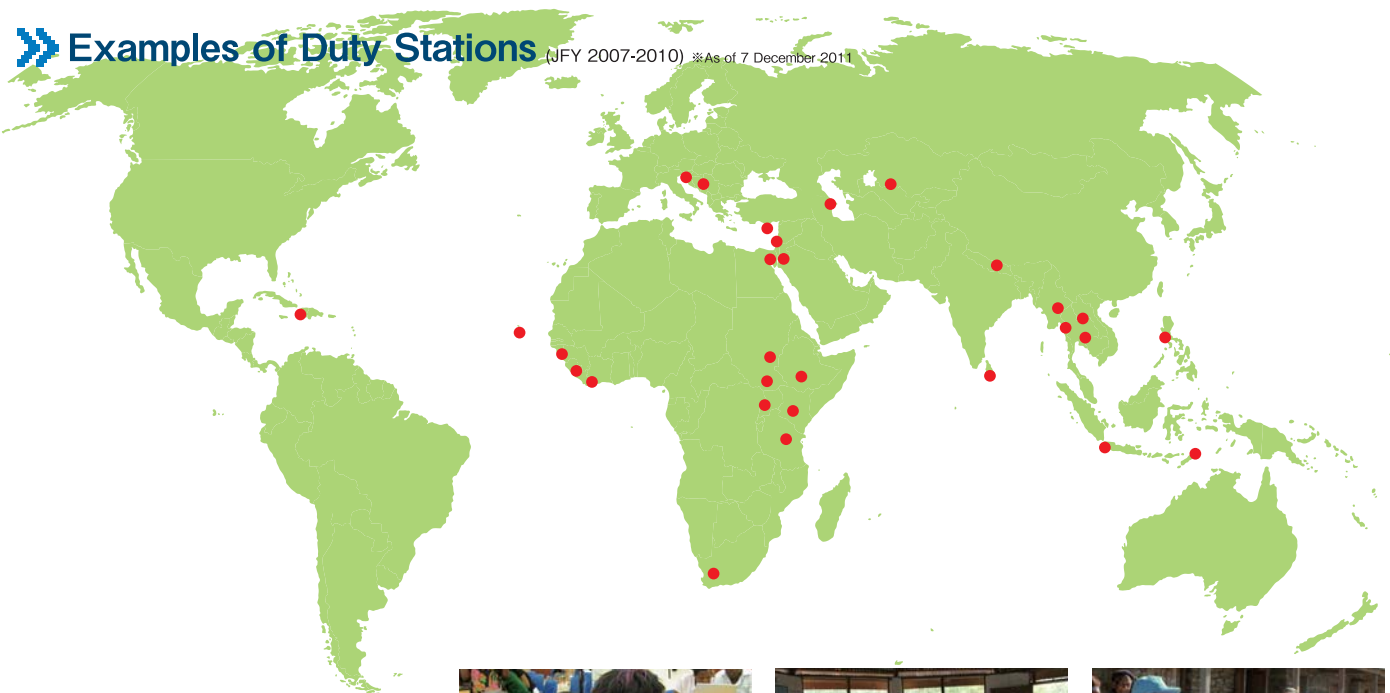 Examples of Duty Stations (JFY 2007-2010) ※As of 7 December 2011